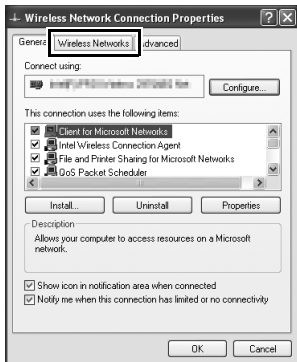 Wireless Network Connection Properties
General Wireless Networks Advanced
Connect using:
Configure...
This connection uses the following items:
Client for Microsoft Networks
Intel Wireless Connection Agent
File and Printer Sharing for Microsoft Networks
QoS Packet Scheduler
Install... Uninstall Properties
Description
Allows your computer to access resources on a Microsoft
network.
Show icon in notification area when connected
Notify me when this connection has limited or no connectivity
OK Cancel